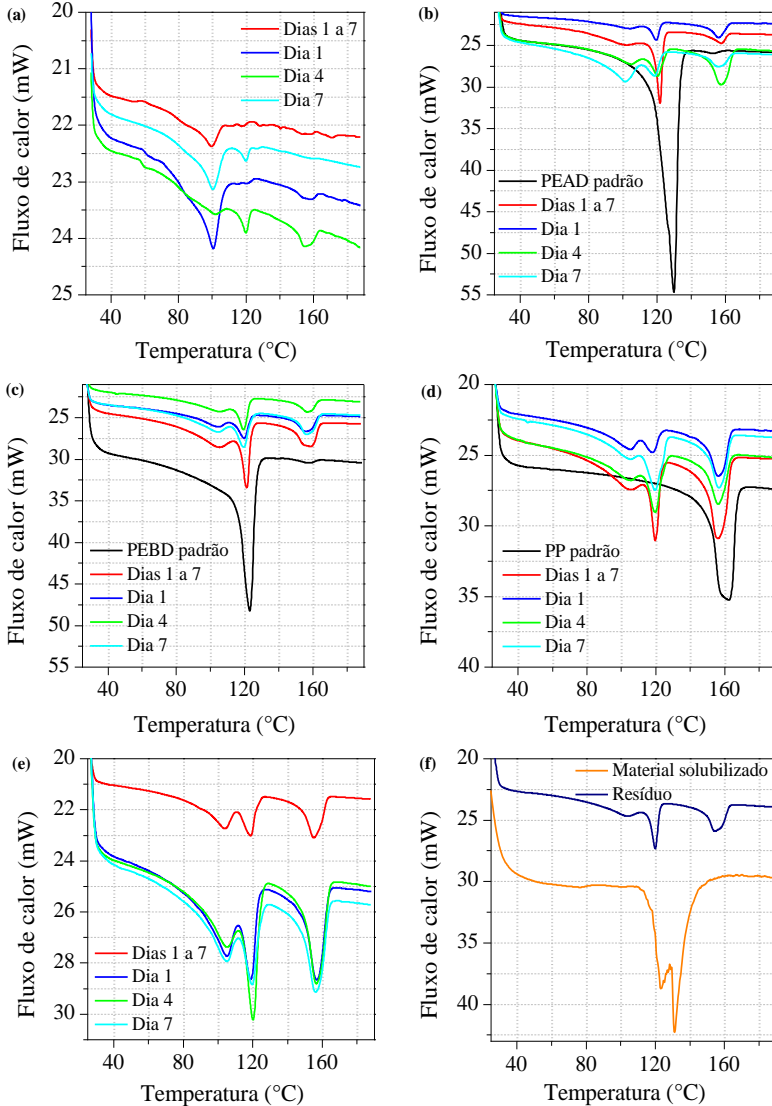 (a)
20
21
22
23
24
25
Fluxo de calor (mW)
40 80 120 160
Temperatura (°C)
Dias 1 a 7
Dia 1
Dia 4
Dia 7
(b)
25
30
35
40
45
50
55
Fluxo de calor (mW)
40 80 120 160
Temperatura (°C)
PEAD padrão
Dias 1 a 7
Dia 1
Dia 4
Dia 7
(c)
25
30
35
40
45
50
55
Fluxo de calor (mW)
40 80 120 160
Temperatura (°C)
PEBD padrão
Dias 1 a 7
Dia 1
Dia 4
Dia 7
(d)
20
25
30
35
40
Fluxo de calor (mW)
40 80 120 160
Temperatura (°C)
PP padrão
Dias 1 a 7
Dia 1
Dia 4
Dia 7
(e)
20
22
24
26
28
30
Fluxo de calor (mW)
40 80 120 160
Temperatura (°C)
Dias 1 a 7
Dia 1
Dia 4
Dia 7
(f)
20
25
30
35
40
Fluxo de calor (mW)
40 80 120 160
Temperatura (°C)
Material solubilizado
Resíduo